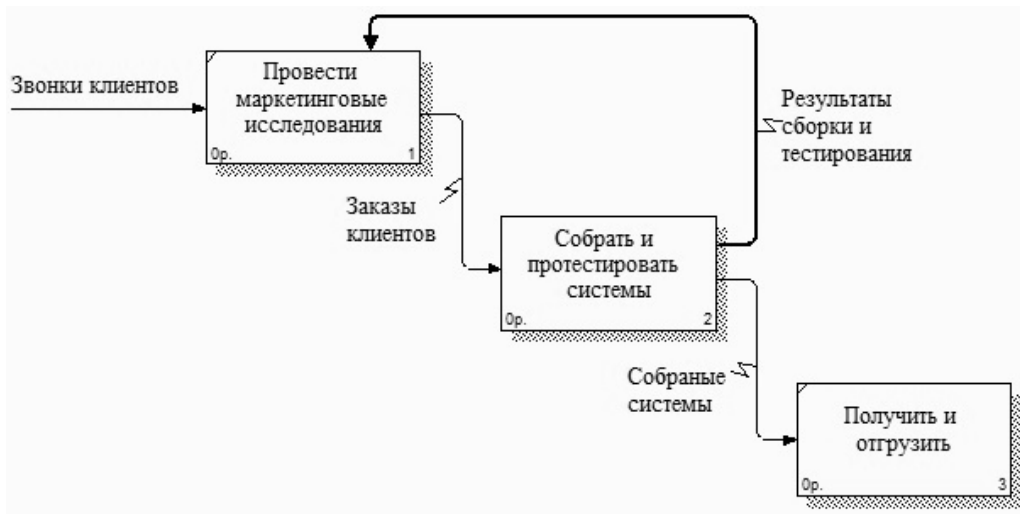 Звонки клиентов
Провести
маркетинговые
исследования
0р.
1
Результаты
сборки и
тестирования
Заказы
клиентов
Собрать и
протестировать
системы
0р.
2
Собраные
системы
Получить и
отгрузить
0р.
3